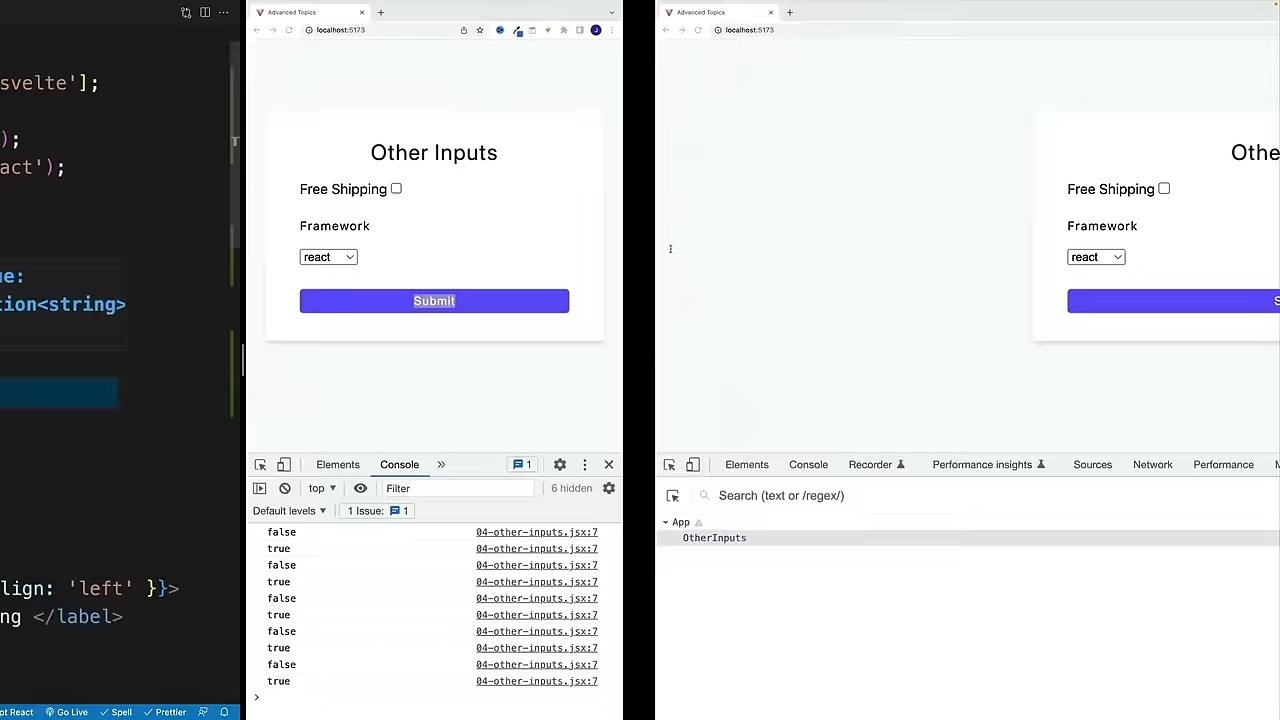 svelte'];
);
act');
ue:
tion<string>
lign: 'left' }}>
ng </label>
pt React
Go Live
Spell
Prettier
Advanced Topics
localhost:5173
J
Other Inputs
Free Shipping
Framework
react
Submit
Elements
Console
1
top
Filter
6 hidden
Default levels
1 Issue:
1
false 04-other-inputs.jsx:7
true 04-other-inputs.jsx:7
false 04-other-inputs.jsx:7
true 04-other-inputs.jsx:7
false 04-other-inputs.jsx:7
true 04-other-inputs.jsx:7
false 04-other-inputs.jsx:7
true 04-other-inputs.jsx:7
false 04-other-inputs.jsx:7
true 04-other-inputs.jsx:7
>
Advanced Topics
localhost:5173
Othe
Free Shipping
Framework
react
S
Elements
Console
Recorder
Performance insights
Sources
Network
Performance
M
Search (text or /regex/)
App
OtherInputs